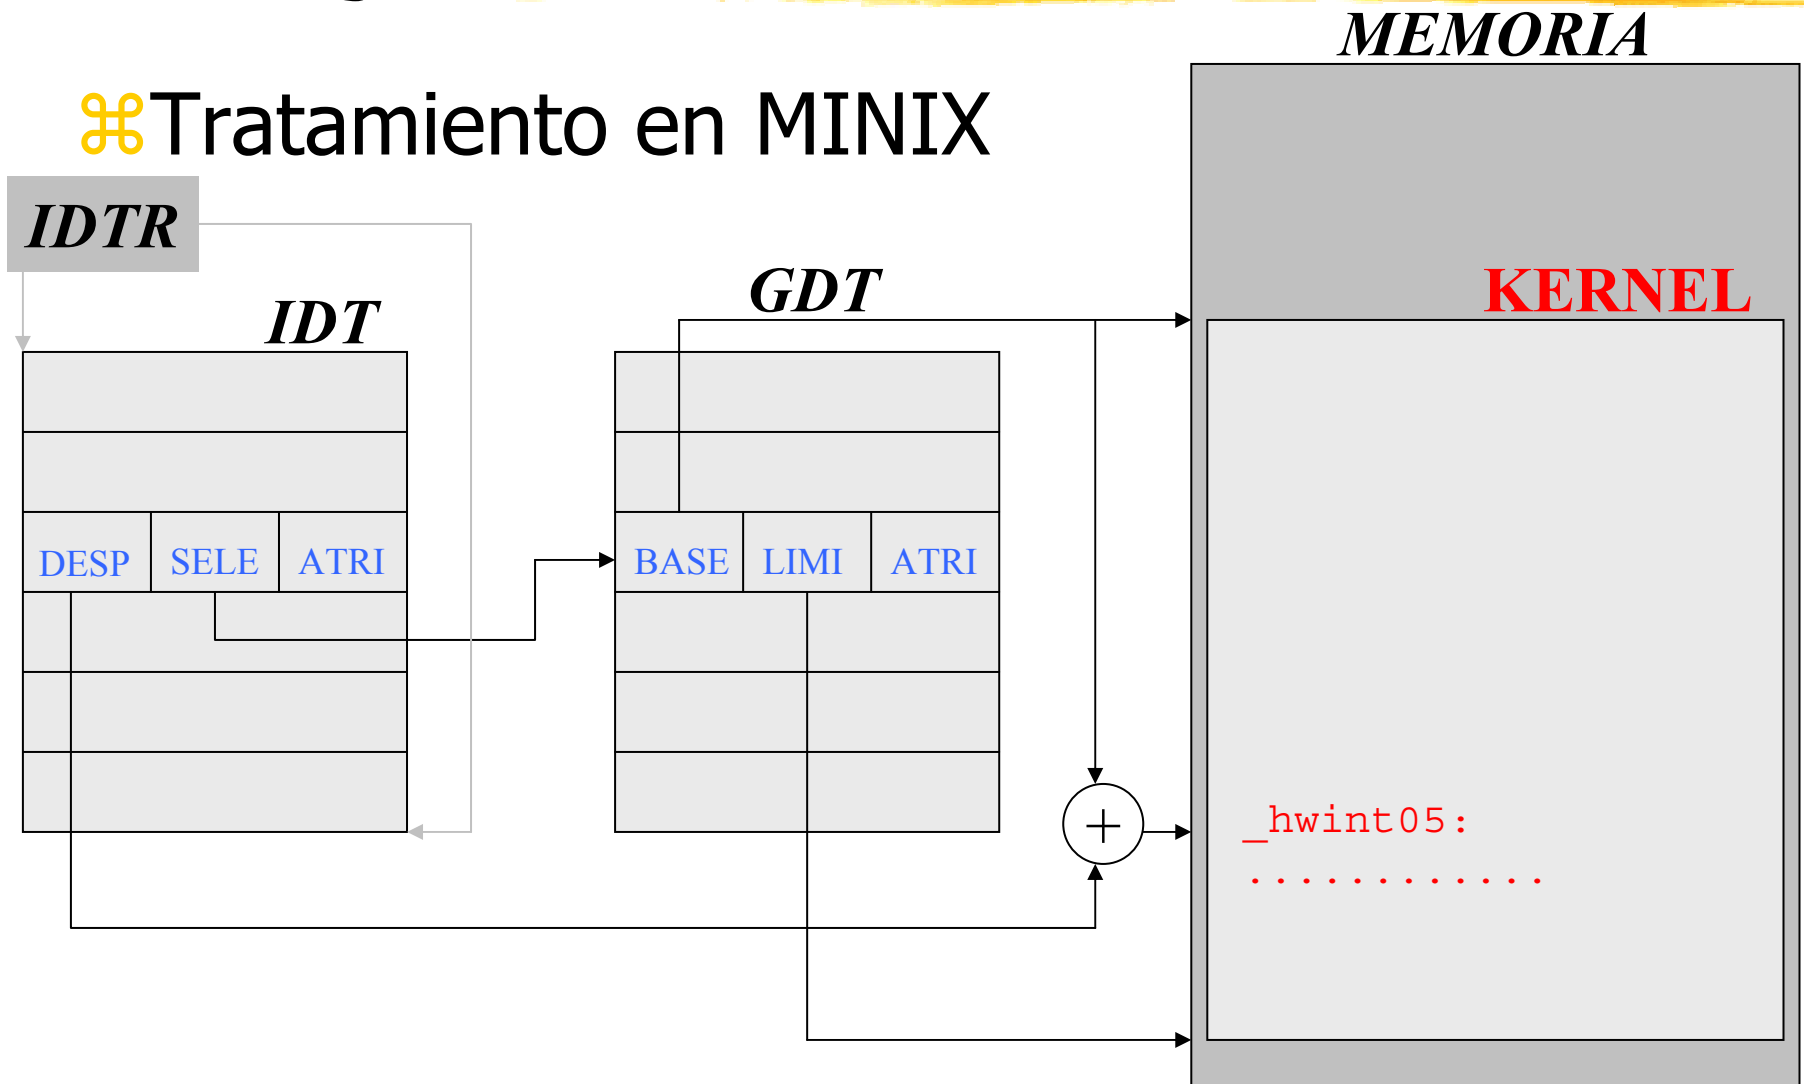 MEMORIA
⌘Tratamiento en MINIX
IDTR
IDT
GDT
KERNEL
DESP SELE ATRI
BASE LIMI ATRI
+
_hwint05:
............